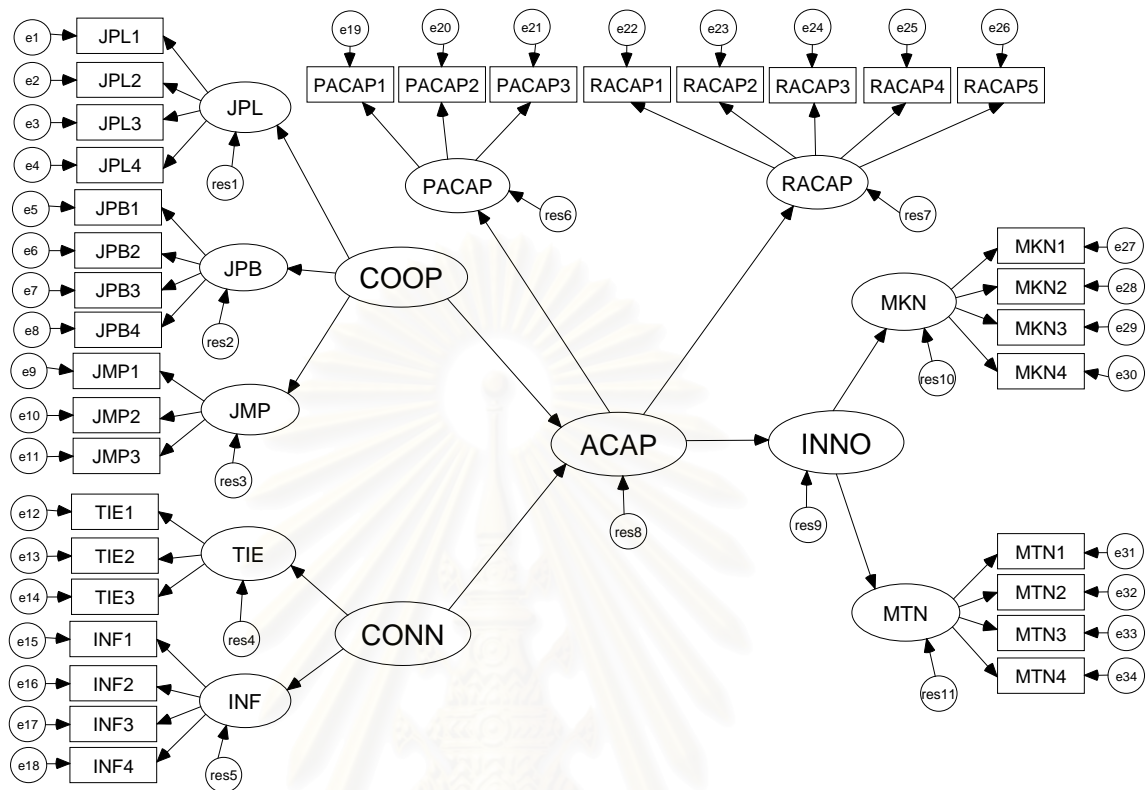 e1 JPL1
e2 JPL2
e3 JPL3
e4 JPL4
JPL
res1
e5 JPB1
e6 JPB2
e7 JPB3
e8 JPB4
JPB
res2
e9 JMP1
e10 JMP2
e11 JMP3
JMP
res3
COOP
e12 TIE1
e13 TIE2
e14 TIE3
TIE
res4
e15 INF1
e16 INF2
e17 INF3
e18 INF4
INF
res5
CONN
e19 e20 e21 e22 e23 e24 e25 e26
PACAP1 PACAP2 PACAP3 RACAP1 RACAP2 RACAP3 RACAP4 RACAP5
PACAP
res6
RACAP
res7
ACAP
res8
INNO
res9
MKN
res10
MKN1 e27
MKN2 e28
MKN3 e29
MKN4 e30
MTN
res11
MTN1 e31
MTN2 e32
MTN3 e33
MTN4 e34